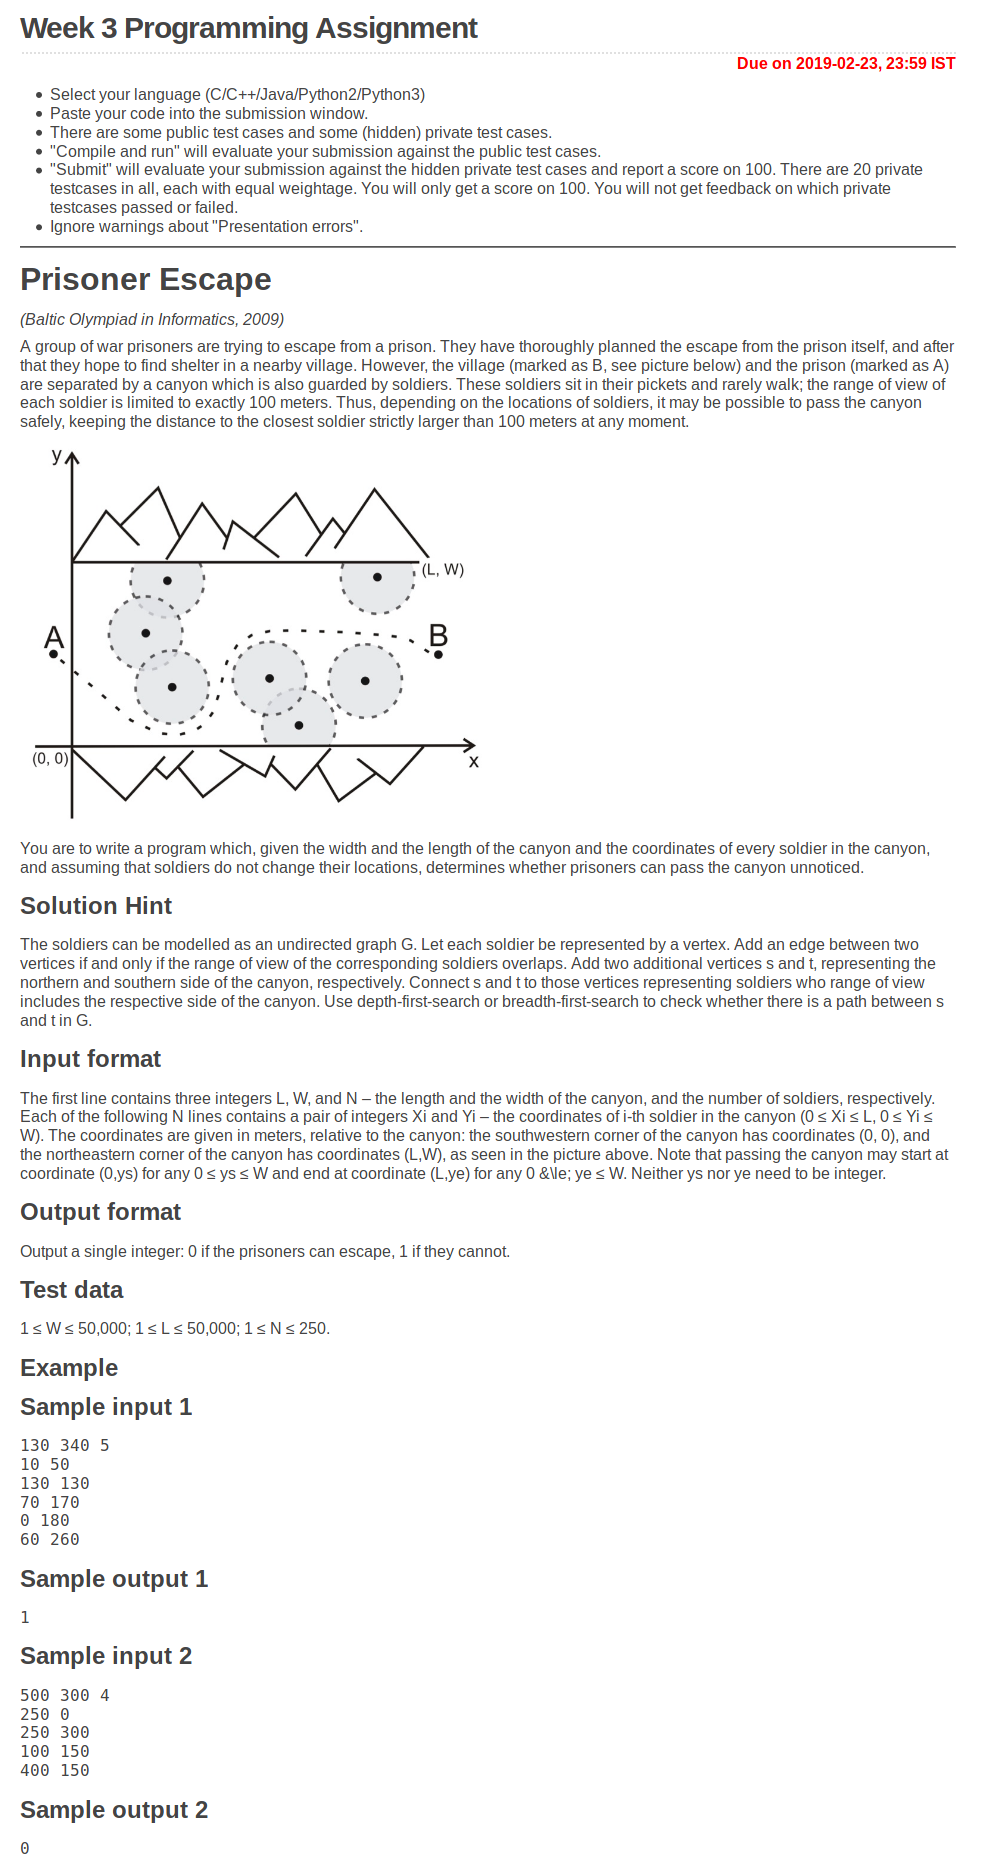 Week 3 Programming Assignment
Due on 2019-02-23, 23:59 IST
Select your language (C/C++/Java/Python2/Python3)
Paste your code into the submission window.
There are some public test cases and some (hidden) private test cases.
"Compile and run" will evaluate your submission against the public test cases.
"Submit" will evaluate your submission against the hidden private test cases and report a score on 100. There are 20 private
testcases in all, each with equal weightage. You will only get a score on 100. You will not get feedback on which private
testcases passed or failed.
Ignore warnings about "Presentation errors".
Prisoner Escape
(Baltic Olympiad in Informatics, 2009)
A group of war prisoners are trying to escape from a prison. They have thoroughly planned the escape from the prison itself, and after
that they hope to find shelter in a nearby village. However, the village (marked as B, see picture below) and the prison (marked as A)
are separated by a canyon which is also guarded by soldiers. These soldiers sit in their pickets and rarely walk; the range of view of
each soldier is limited to exactly 100 meters. Thus, depending on the locations of soldiers, it may be possible to pass the canyon
safely, keeping the distance to the closest soldier strictly larger than 100 meters at any moment.
y
(L, W)
A
B
(0, 0)
x
You are to write a program which, given the width and the length of the canyon and the coordinates of every soldier in the canyon,
and assuming that soldiers do not change their locations, determines whether prisoners can pass the canyon unnoticed.
Solution Hint
The soldiers can be modelled as an undirected graph G. Let each soldier be represented by a vertex. Add an edge between two
vertices if and only if the range of view of the corresponding soldiers overlaps. Add two additional vertices s and t, representing the
northern and southern side of the canyon, respectively. Connect s and t to those vertices representing soldiers who range of view
includes the respective side of the canyon. Use depth-first-search or breadth-first-search to check whether there is a path between s
and t in G.
Input format
The first line contains three integers L, W, and N – the length and the width of the canyon, and the number of soldiers, respectively.
Each of the following N lines contains a pair of integers Xi and Yi – the coordinates of i-th soldier in the canyon (0 ≤ Xi ≤ L, 0 ≤ Yi ≤
W). The coordinates are given in meters, relative to the canyon: the southwestern corner of the canyon has coordinates (0, 0), and
the northeastern corner of the canyon has coordinates (L,W), as seen in the picture above. Note that passing the canyon may start at
coordinate (0,ys) for any 0 ≤ ys ≤ W and end at coordinate (L,ye) for any 0 &\le; ye ≤ W. Neither ys nor ye need to be integer.
Output format
Output a single integer: 0 if the prisoners can escape, 1 if they cannot.
Test data
1 ≤ W ≤ 50,000; 1 ≤ L ≤ 50,000; 1 ≤ N ≤ 250.
Example
Sample input 1
130 340 5
10 50
130 130
70 170
0 180
60 260
Sample output 1
1
Sample input 2
500 300 4
250 0
250 300
100 150
400 150
Sample output 2
0